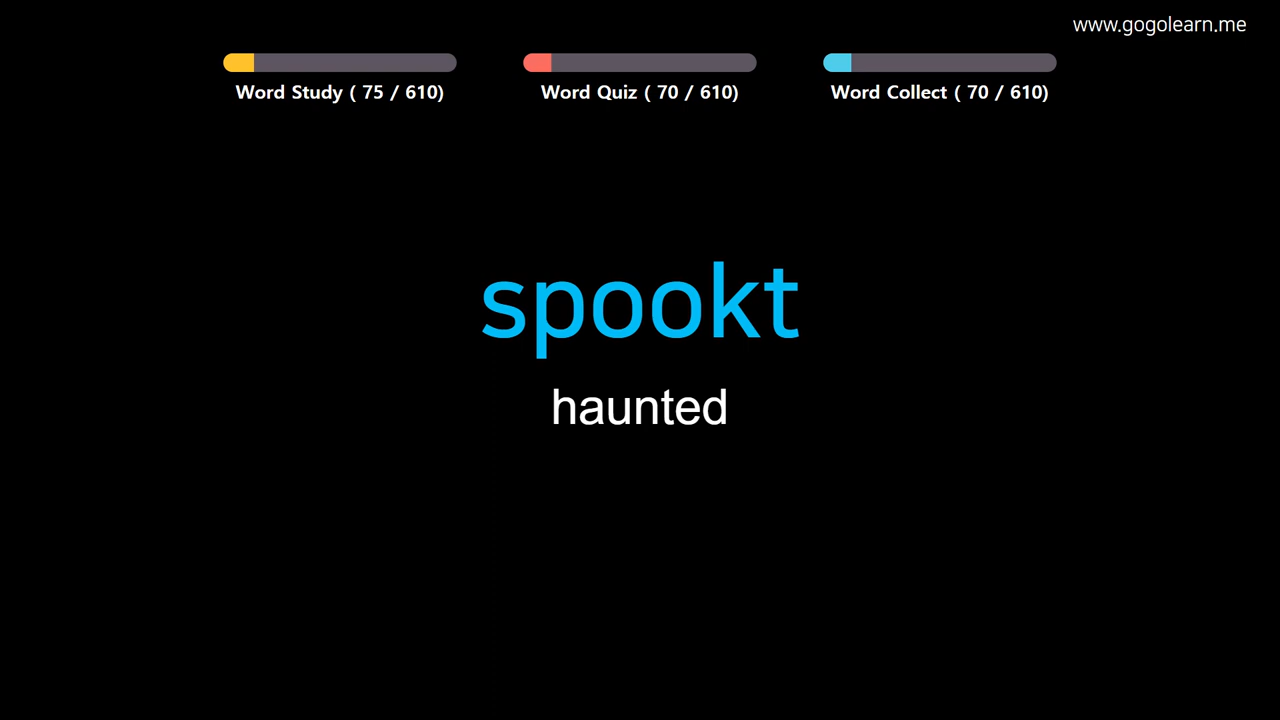 www.gogolearn.me
Word Study ( 75 / 610)
Word Quiz ( 70 / 610)
Word Collect ( 70 / 610)
spookt
haunted